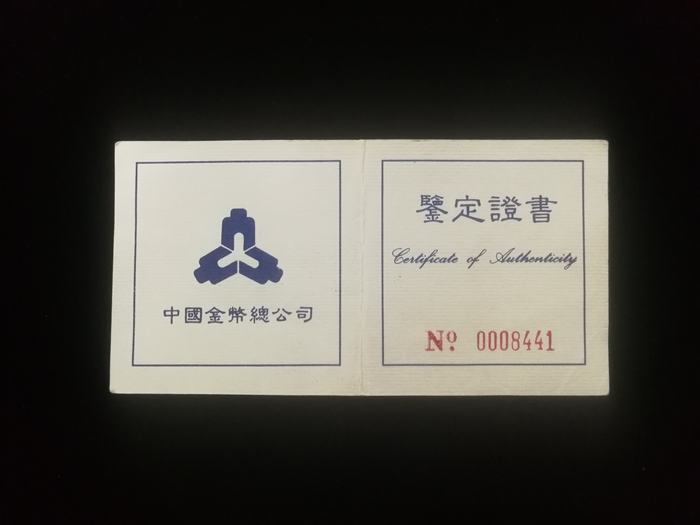 中國金幣總公司
鑒定證書
Certificate of Authenticity
Nº 0008441